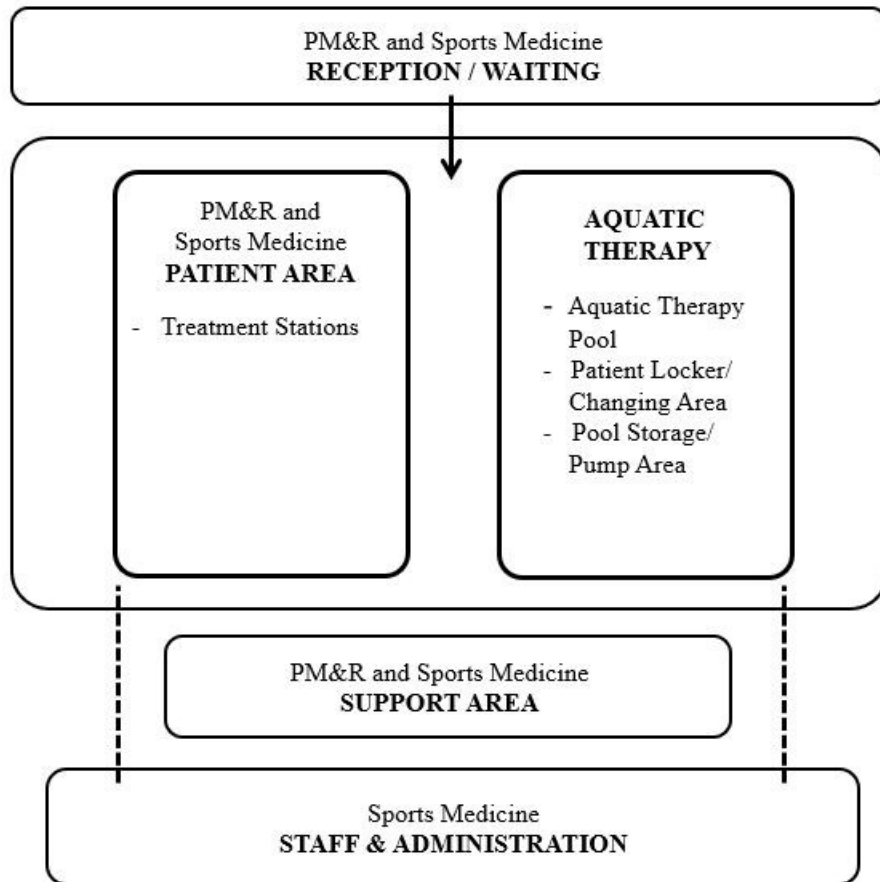 PM&R and Sports Medicine
RECEPTION / WAITING
PM&R and
Sports Medicine
PATIENT AREA
- Treatment Stations
AQUATIC
THERAPY
- Aquatic Therapy
Pool
- Patient Locker/
Changing Area
- Pool Storage/
Pump Area
PM&R and Sports Medicine
SUPPORT AREA
Sports Medicine
STAFF & ADMINISTRATION